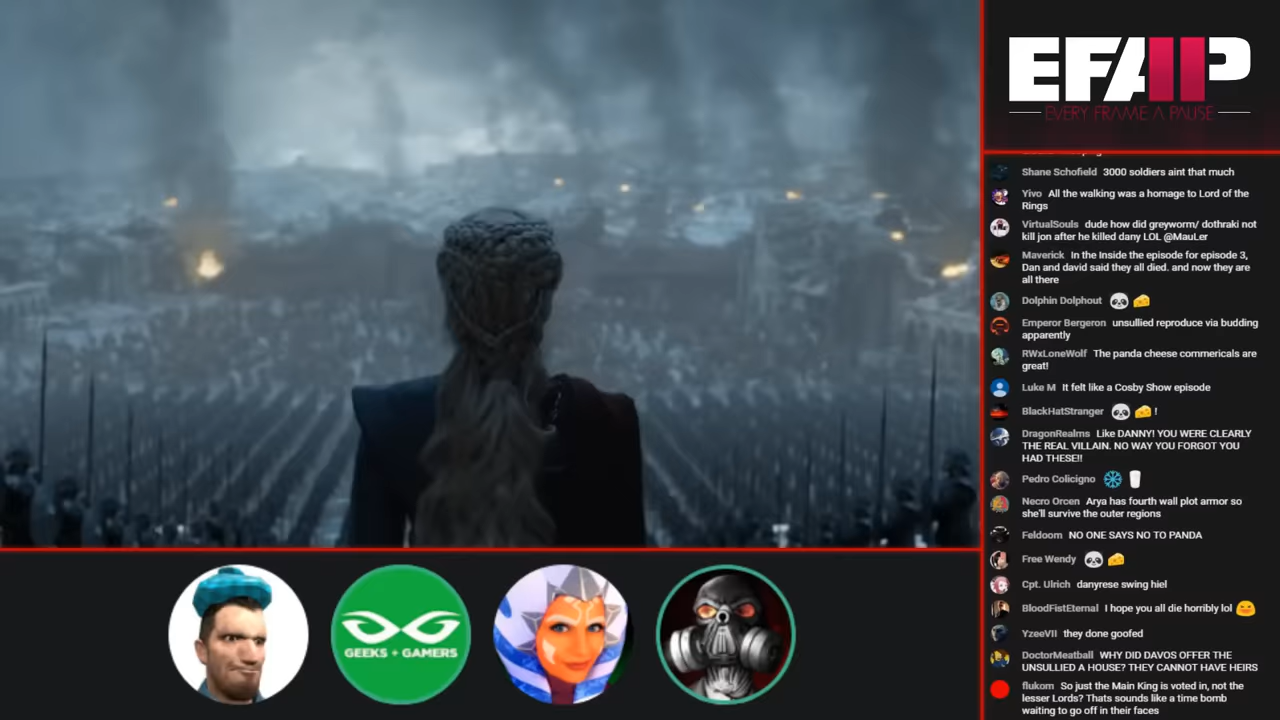 EFAP
EVERY FRAME A PAUSE
Shane Schofield 3000 soldiers aint that much
Yivo All the walking was a homage to Lord of the
Rings
VirtualSouls dude how did greyworm/ dothraki not
kill jon after he killed dany LOL @MauLer
Maverick In the Inside the episode for episode 3,
Dan and david said they all died. and now they are
all there
Dolphin Dolphout 🐼 🧀
Emperor Bergeron unsullied reproduce via budding
apparently
RWxLoneWolf The panda cheese commericals are
great!
Luke M It felt like a Cosby Show episode
BlackHatStranger 🐼 🧀 !
DragonRealms Like DANNY! YOU WERE CLEARLY
THE REAL VILLAIN. NO WAY YOU FORGOT YOU
HAD THESE!!
Pedro Colicigno ❄ 🥛
Necro Orcen Arya has fourth wall plot armor so
she'll survive the outer regions
Feldoom NO ONE SAYS NO TO PANDA
Free Wendy 🐼 🧀
Cpt. Ulrich danyrese swing hiel
BloodFistEternal I hope you all die horribly lol
YzeeVII they done goofed
DoctorMeatball WHY DID DAVOS OFFER THE
UNSULLIED A HOUSE? THEY CANNOT HAVE HEIRS
flukom So just the Main King is voted in, not the
lesser Lords? Thats sounds like a time bomb
waiting to go off in their faces
GEEKS + GAMERS